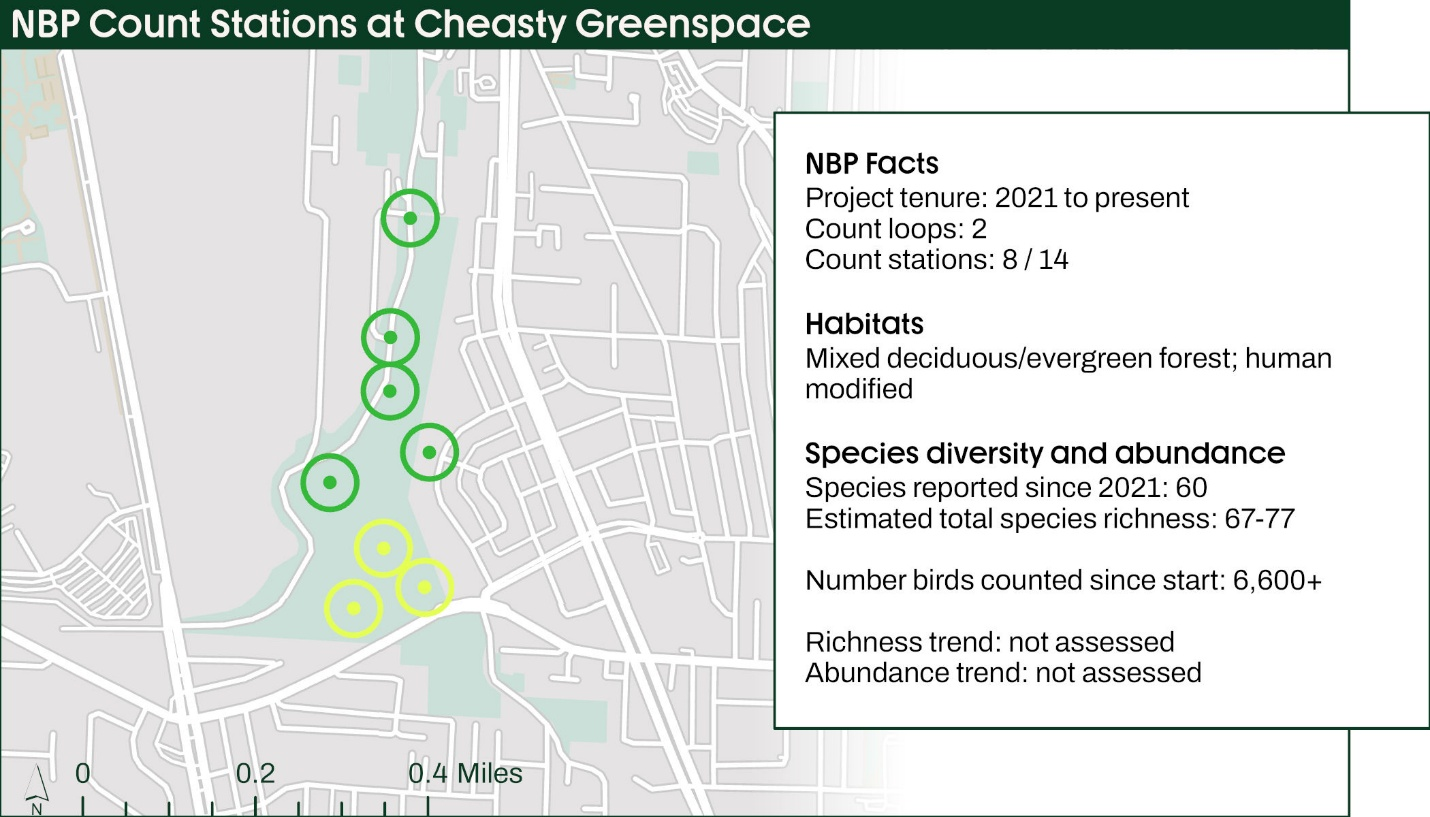 NBP Count Stations at Cheasty Greenspace
NBP Facts
Project tenure: 2021 to present
Count loops: 2
Count stations: 8 / 14
Habitats
Mixed deciduous/evergreen forest; human
modified
Species diversity and abundance
Species reported since 2021: 60
Estimated total species richness: 67-77
Number birds counted since start: 6,600+
Richness trend: not assessed
Abundance trend: not assessed
0 0.2 0.4 Miles
N